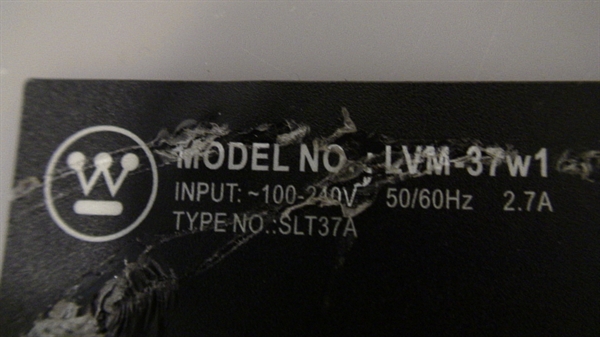 MODEL NO.: LVM-37w1
INPUT: ~100-240V 50/60Hz 2.7A
TYPE NO.:SLT37A